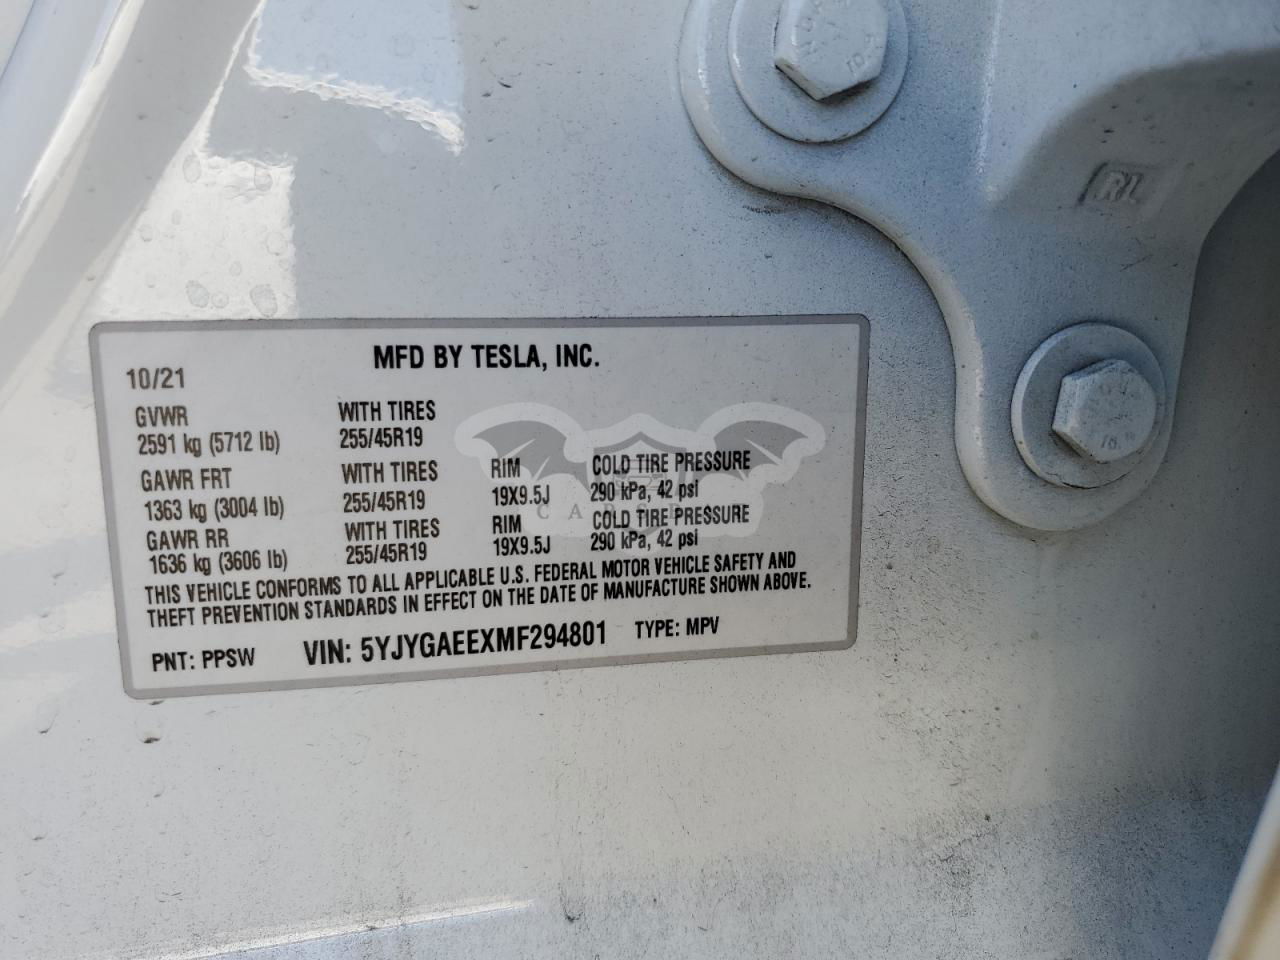 RL
MFD BY TESLA, INC.
10/21
GVWR WITH TIRES
2591 kg (5712 lb) 255/45R19
GAWR FRT WITH TIRES RIM COLD TIRE PRESSURE
1363 kg (3004 lb) 255/45R19 19X9.5J 290 kPa, 42 psi
GAWR RR WITH TIRES RIM COLD TIRE PRESSURE
1636 kg (3606 lb) 255/45R19 19X9.5J 290 kPa, 42 psi
THIS VEHICLE CONFORMS TO ALL APPLICABLE U.S. FEDERAL MOTOR VEHICLE SAFETY AND
THEFT PREVENTION STANDARDS IN EFFECT ON THE DATE OF MANUFACTURE SHOWN ABOVE.
PNT: PPSW VIN: 5YJYGAEEXMF294801 TYPE: MPV